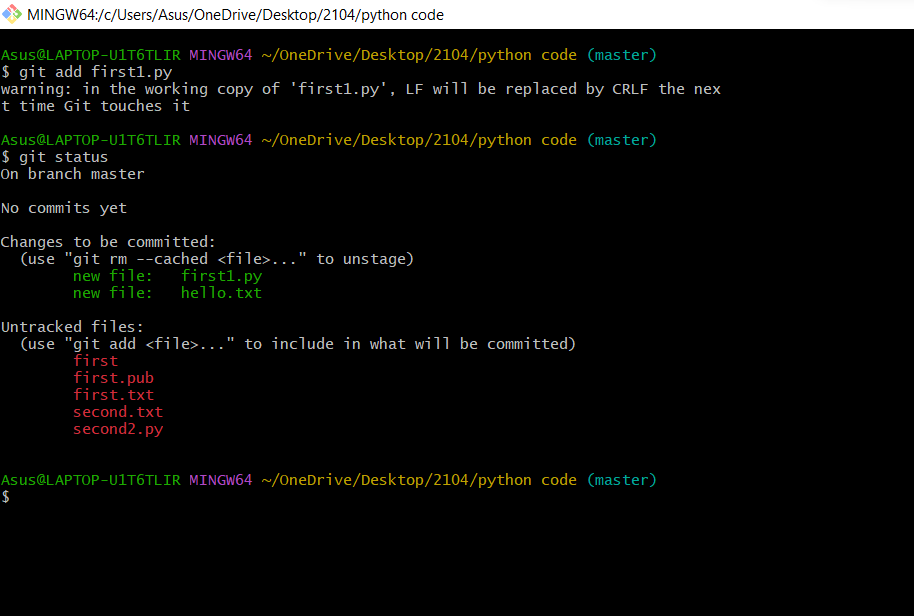 MINGW64:/c/Users/Asus/OneDrive/Desktop/2104/python code
Asus@LAPTOP-U1T6TLIR MINGW64 ~/OneDrive/Desktop/2104/python code (master)
$ git add first1.py
warning: in the working copy of 'first1.py', LF will be replaced by CRLF the nex
t time Git touches it
Asus@LAPTOP-U1T6TLIR MINGW64 ~/OneDrive/Desktop/2104/python code (master)
$ git status
On branch master
No commits yet
Changes to be committed:
  (use "git rm --cached <file>..." to unstage)
        new file:   first1.py
        new file:   hello.txt
Untracked files:
  (use "git add <file>..." to include in what will be committed)
        first
        first.pub
        first.txt
        second.txt
        second2.py
Asus@LAPTOP-U1T6TLIR MINGW64 ~/OneDrive/Desktop/2104/python code (master)
$